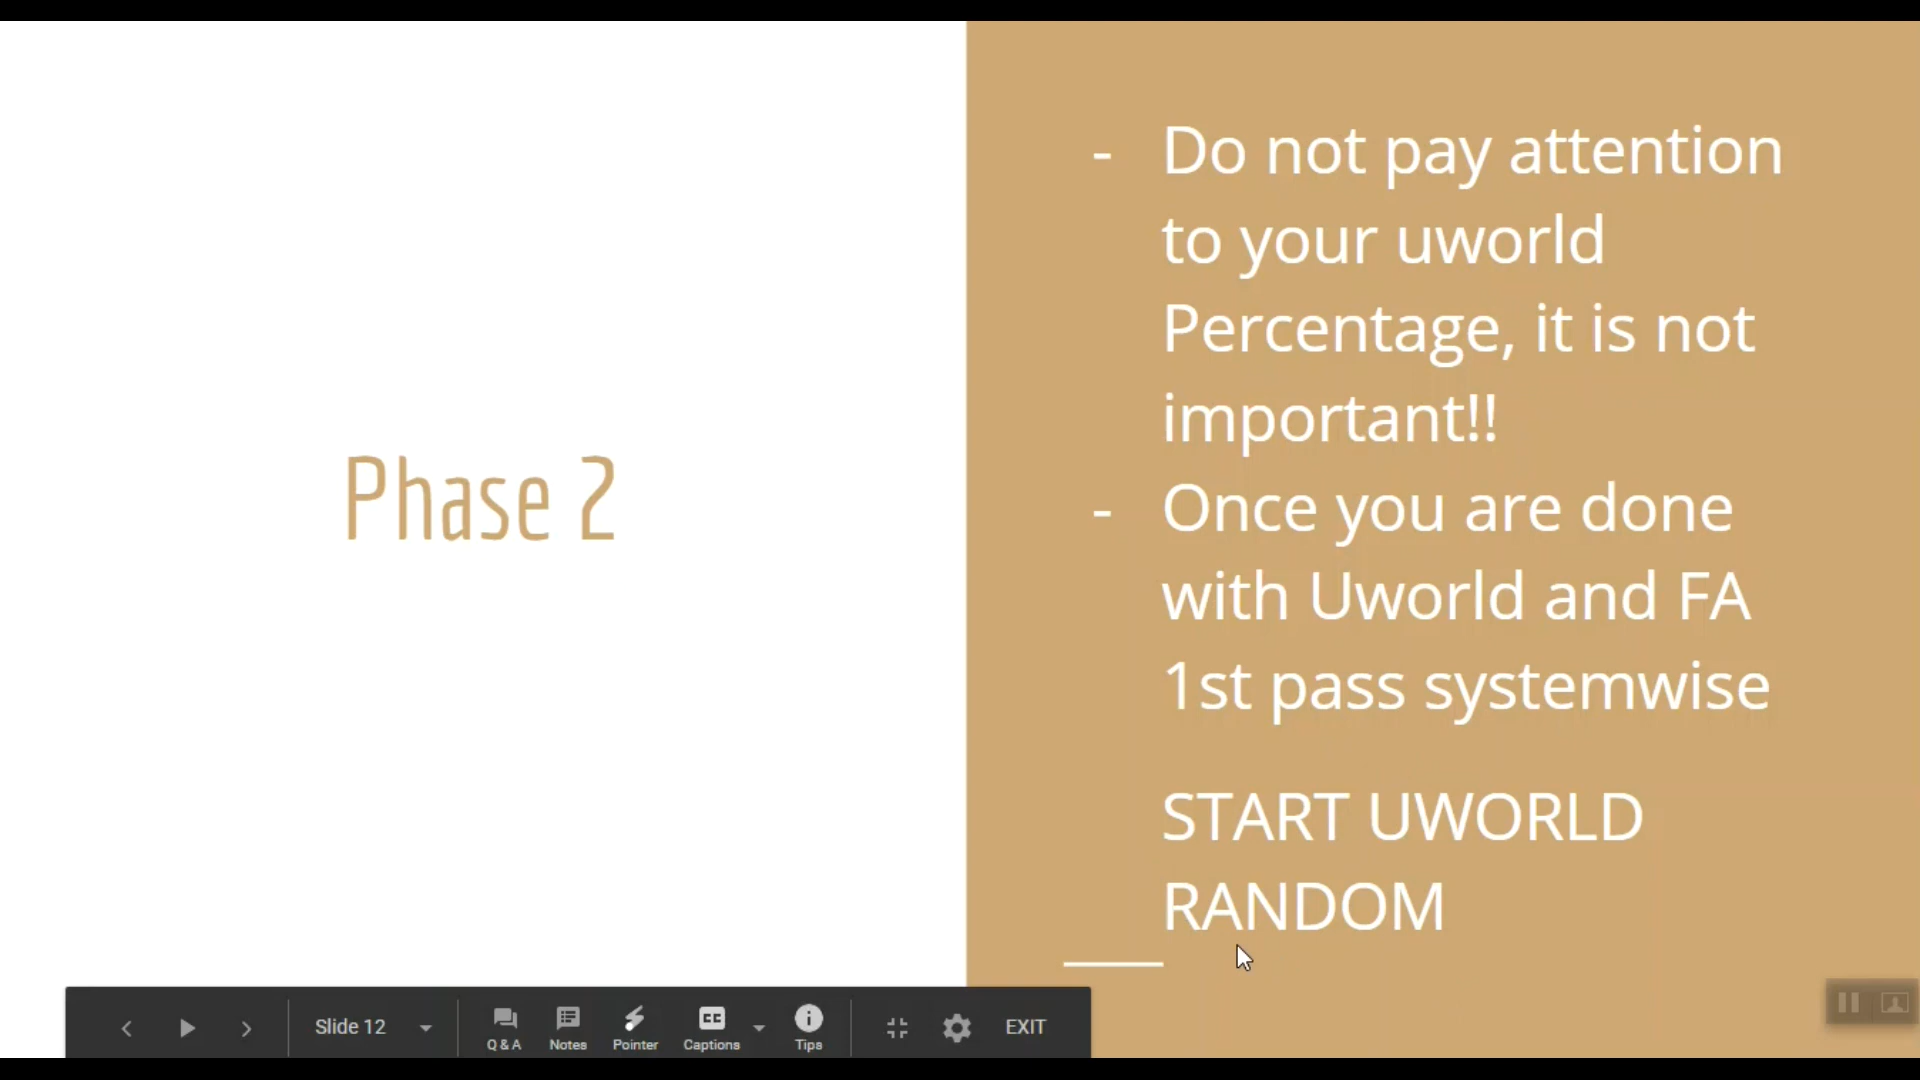 Phase 2
- Do not pay attention
to your uworld
Percentage, it is not
important!!
- Once you are done
with Uworld and FA
1st pass systemwise
START UWORLD
RANDOM
Slide 12
Q & A
Notes
Pointer
CC
Captions
Tips
EXIT